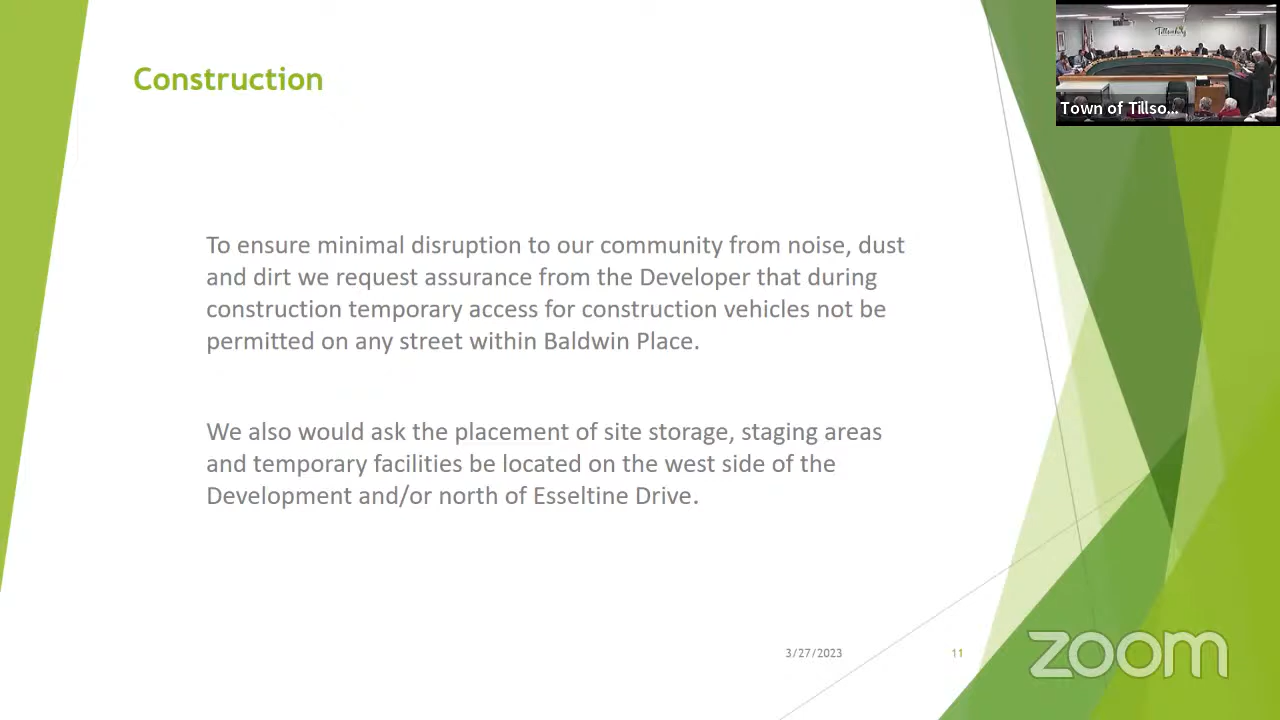 Construction
Tillsonburg
Town of Tillso...
To ensure minimal disruption to our community from noise, dust
and dirt we request assurance from the Developer that during
construction temporary access for construction vehicles not be
permitted on any street within Baldwin Place.
We also would ask the placement of site storage, staging areas
and temporary facilities be located on the west side of the
Development and/or north of Esseltine Drive.
3/27/2023
11
zoom